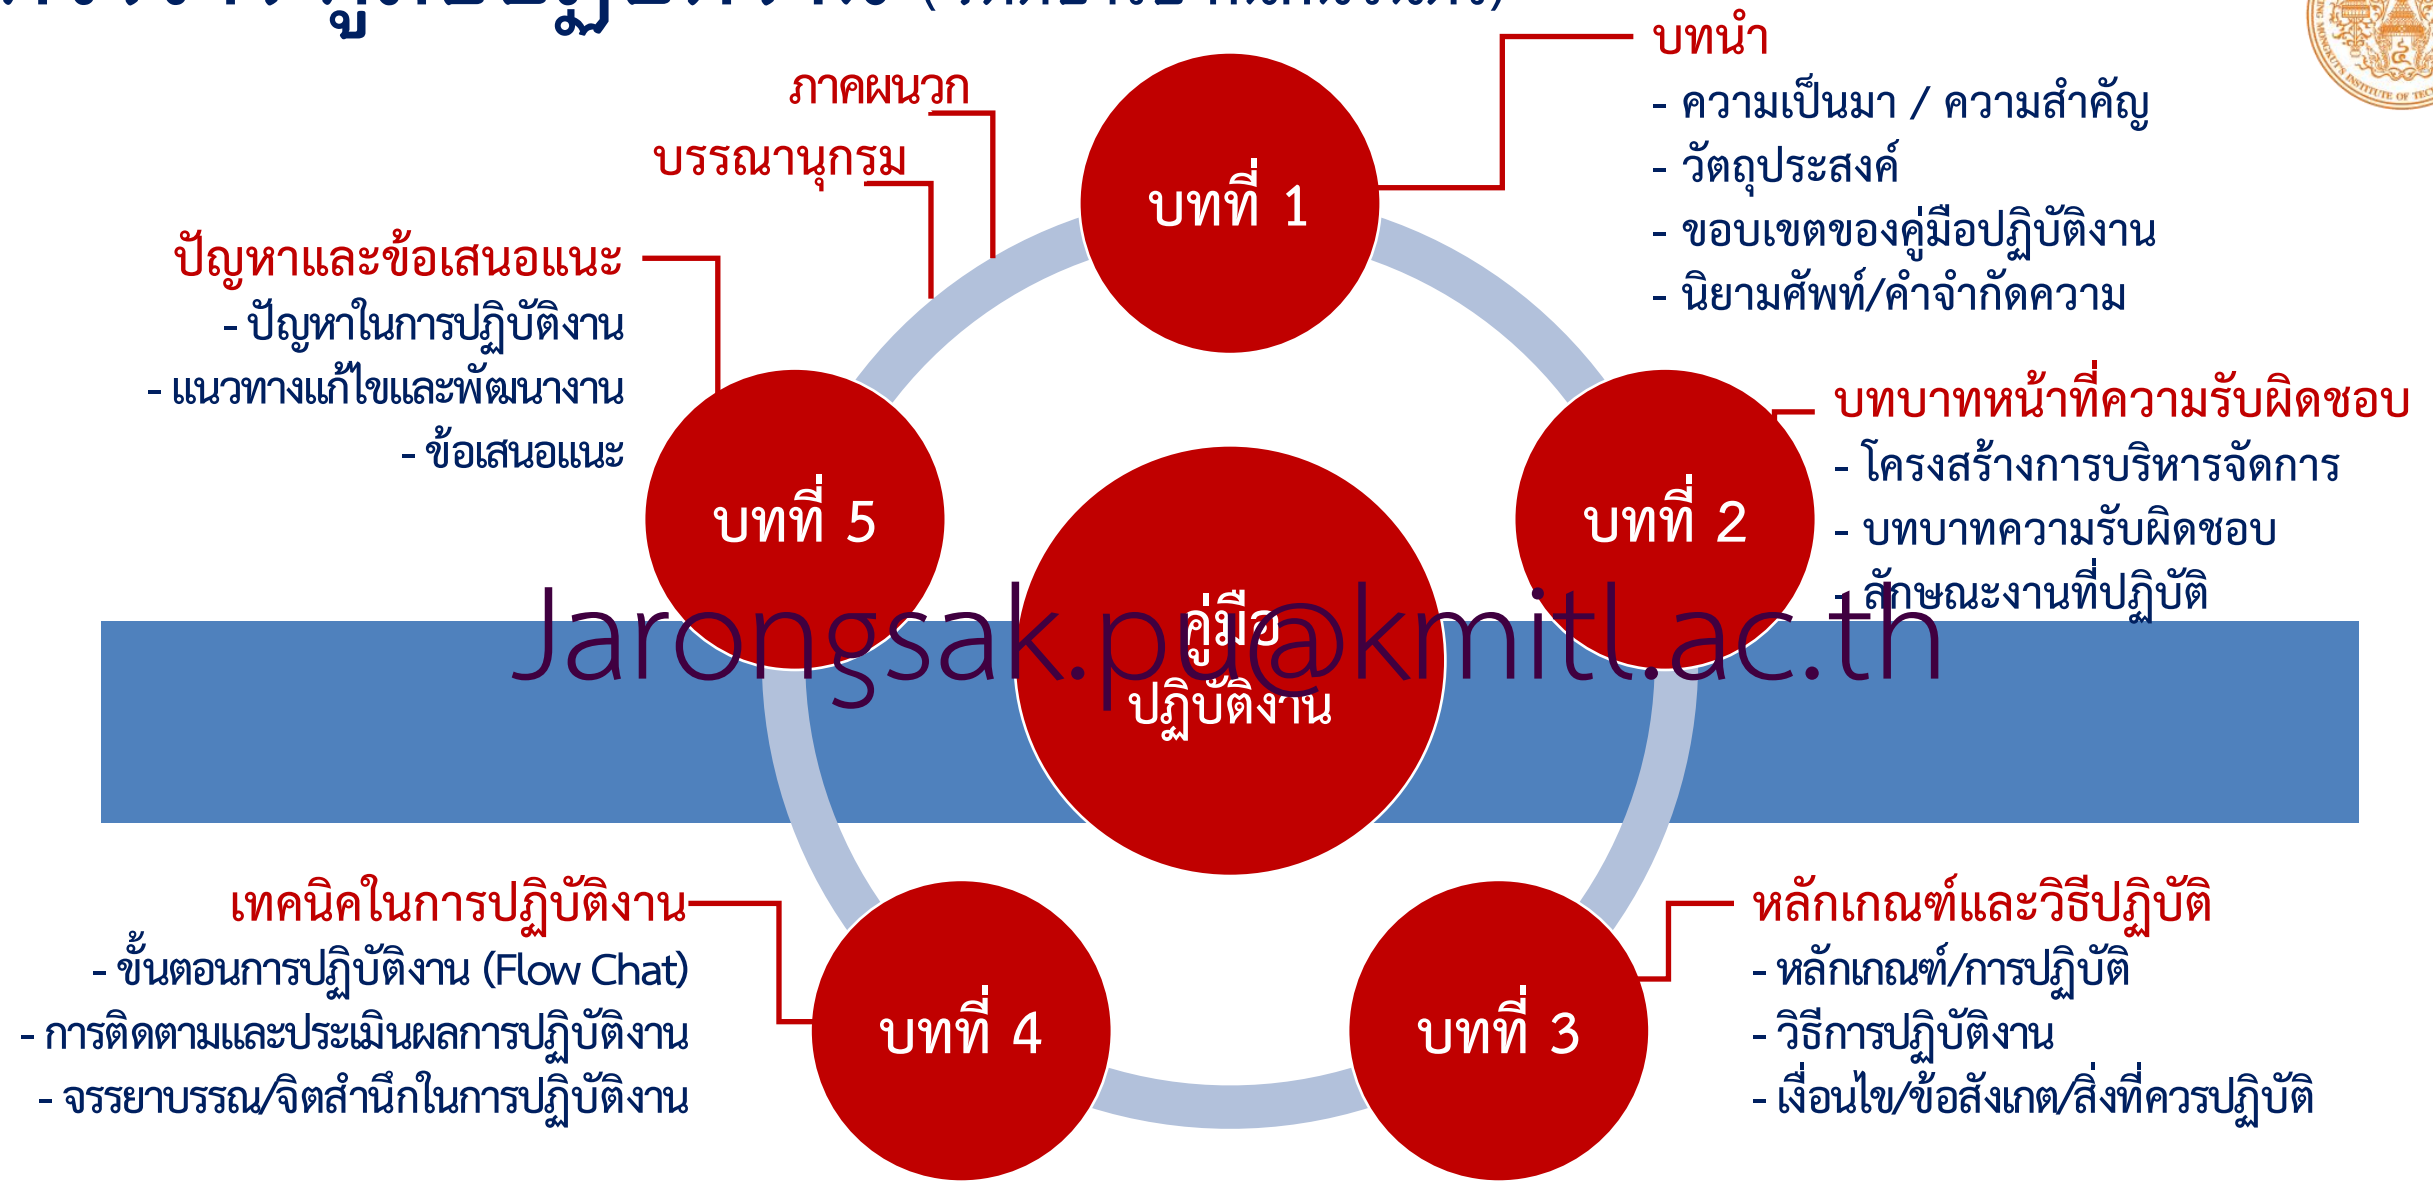 ภาคผนวก
บรรณานุกรม
บทที่ 1
บทนำ
- ความเป็นมา / ความสำคัญ
- วัตถุประสงค์
- ขอบเขตของคู่มือปฏิบัติงาน
- นิยามศัพท์/คำจำกัดความ
บทที่ 2
บทบาทหน้าที่ความรับผิดชอบ
- โครงสร้างการบริหารจัดการ
- บทบาทความรับผิดชอบ
- ลักษณะงานที่ปฏิบัติ
ปัญหาและข้อเสนอแนะ
- ปัญหาในการปฏิบัติงาน
- แนวทางแก้ไขและพัฒนางาน
- ข้อเสนอแนะ
บทที่ 5
คู่มือ
ปฏิบัติงาน
Jarongsak.pu@kmitl.ac.th
บทที่ 3
หลักเกณฑ์และวิธีปฏิบัติ
- หลักเกณฑ์/การปฏิบัติ
- วิธีการปฏิบัติงาน
- เงื่อนไข/ข้อสังเกต/สิ่งที่ควรปฏิบัติ
เทคนิคในการปฏิบัติงาน
- ขั้นตอนการปฏิบัติงาน (Flow Chat)
- การติดตามและประเมินผลการปฏิบัติงาน
- จรรยาบรรณ/จิตสำนึกในการปฏิบัติงาน
บทที่ 4